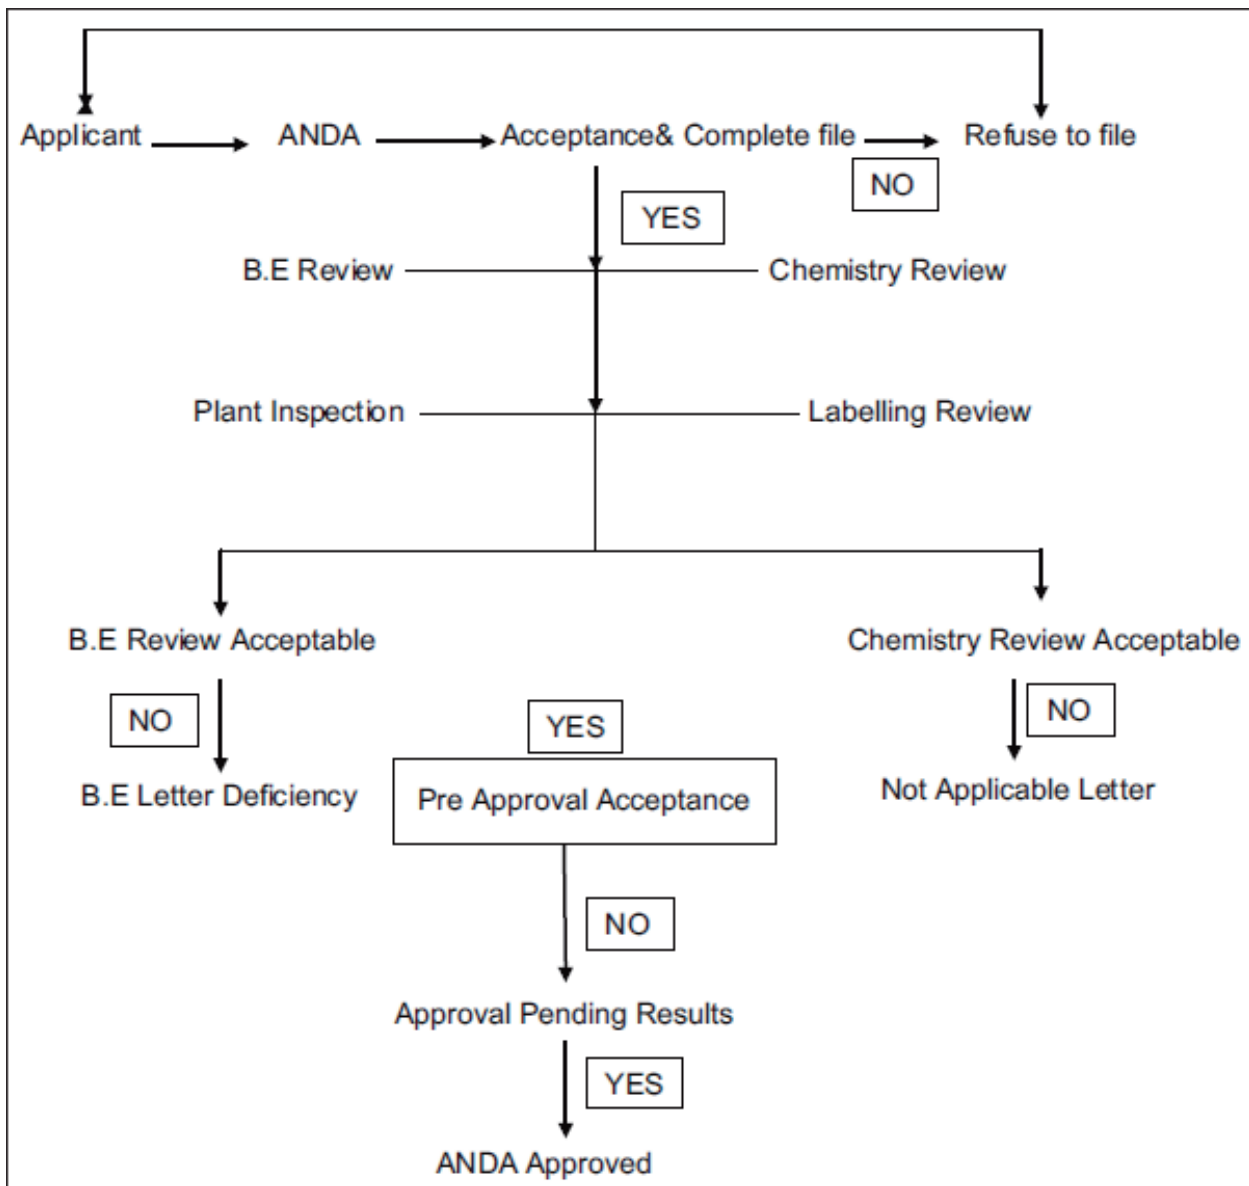 Applicant
ANDA
Acceptance& Complete file
Refuse to file
NO
YES
B.E Review
Chemistry Review
Plant Inspection
Labelling Review
B.E Review Acceptable
Chemistry Review Acceptable
NO
YES
NO
B.E Letter Deficiency
Pre Approval Acceptance
Not Applicable Letter
NO
Approval Pending Results
YES
ANDA Approved